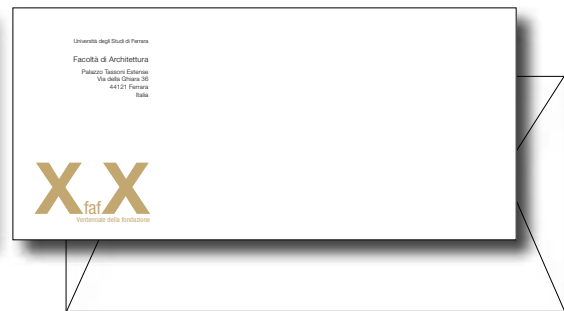 Università degli Studi di Ferrara
Facoltà di Architettura
Palazzo Tassoni Estense
Via della Ghiara 36
44121 Ferrara
Italia
XfafX
Ventennale della fondazione